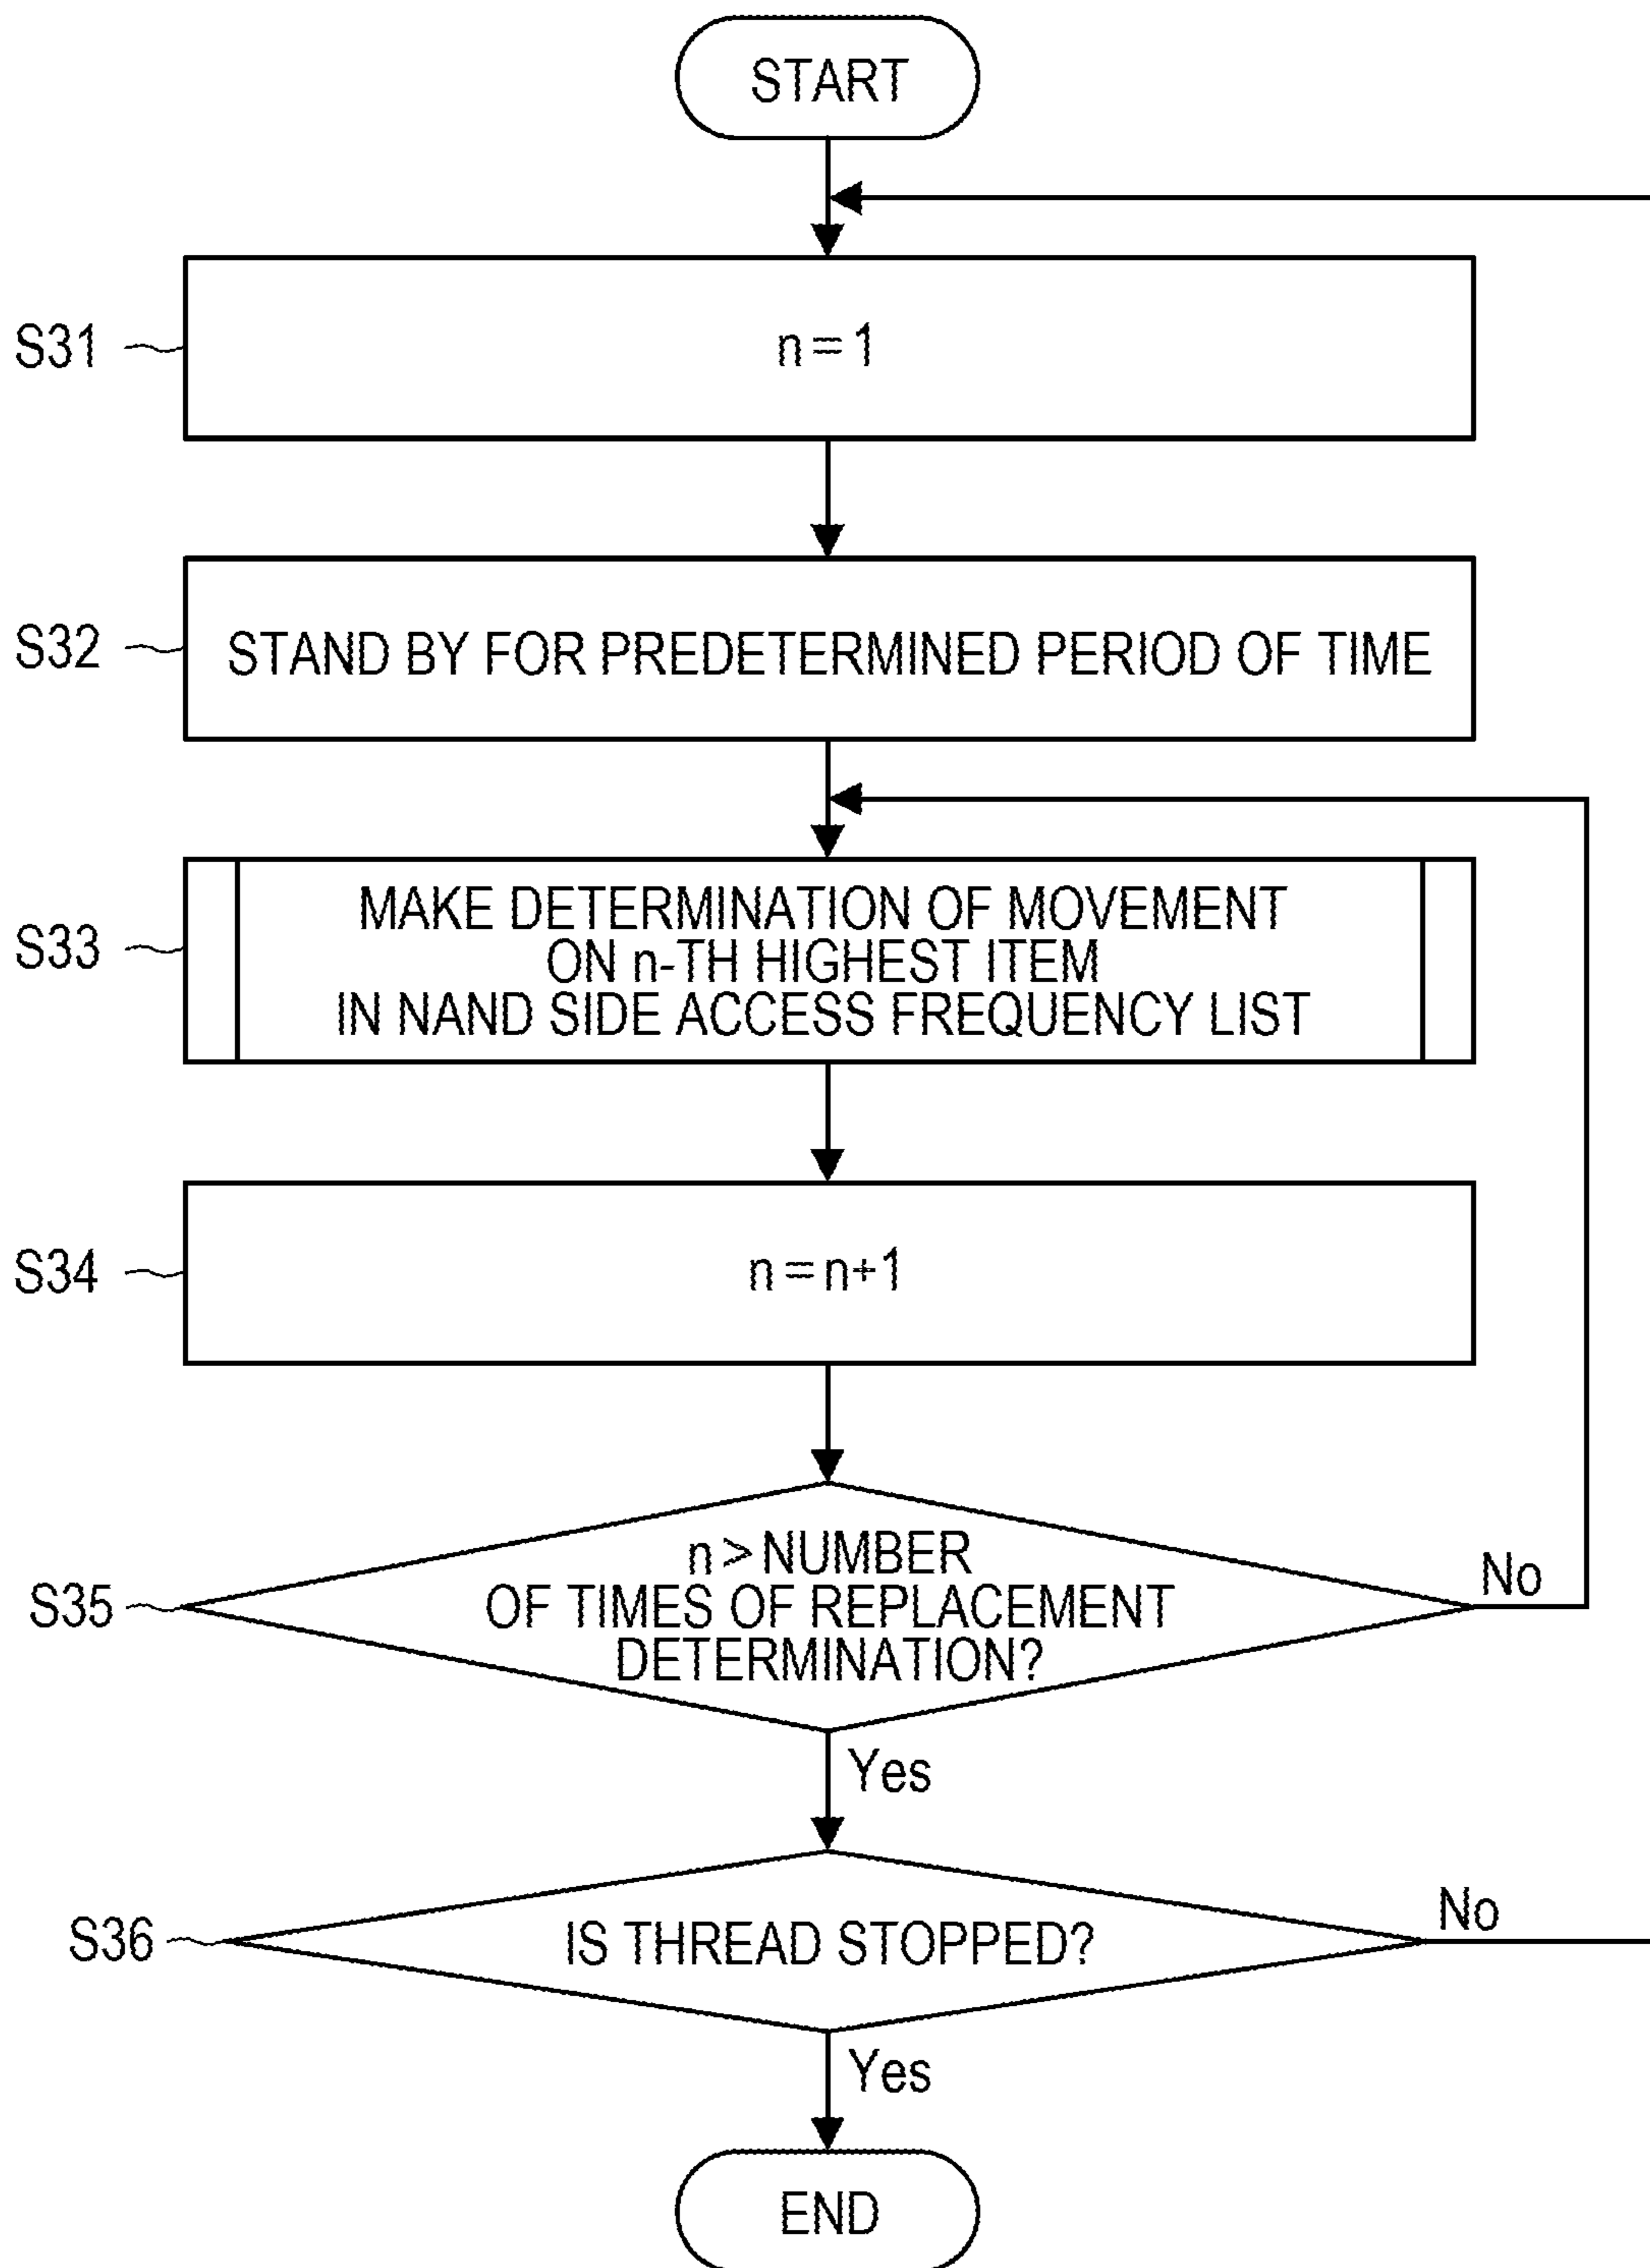 START
S31
n = 1
S32
STAND BY FOR PREDETERMINED PERIOD OF TIME
S33
MAKE DETERMINATION OF MOVEMENT
ON n-TH HIGHEST ITEM
IN NAND SIDE ACCESS FREQUENCY LIST
S34
n = n+1
S35
n > NUMBER
OF TIMES OF REPLACEMENT
DETERMINATION?
No
Yes
S36
IS THREAD STOPPED?
No
Yes
END